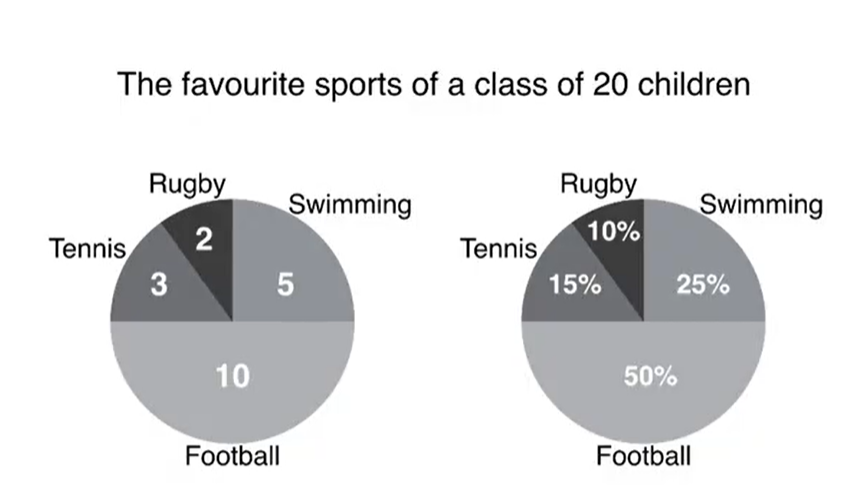 The favourite sports of a class of 20 children
Rugby
Swimming
Tennis
2
3
5
10
Football
Rugby
Swimming
Tennis
10%
15%
25%
50%
Football